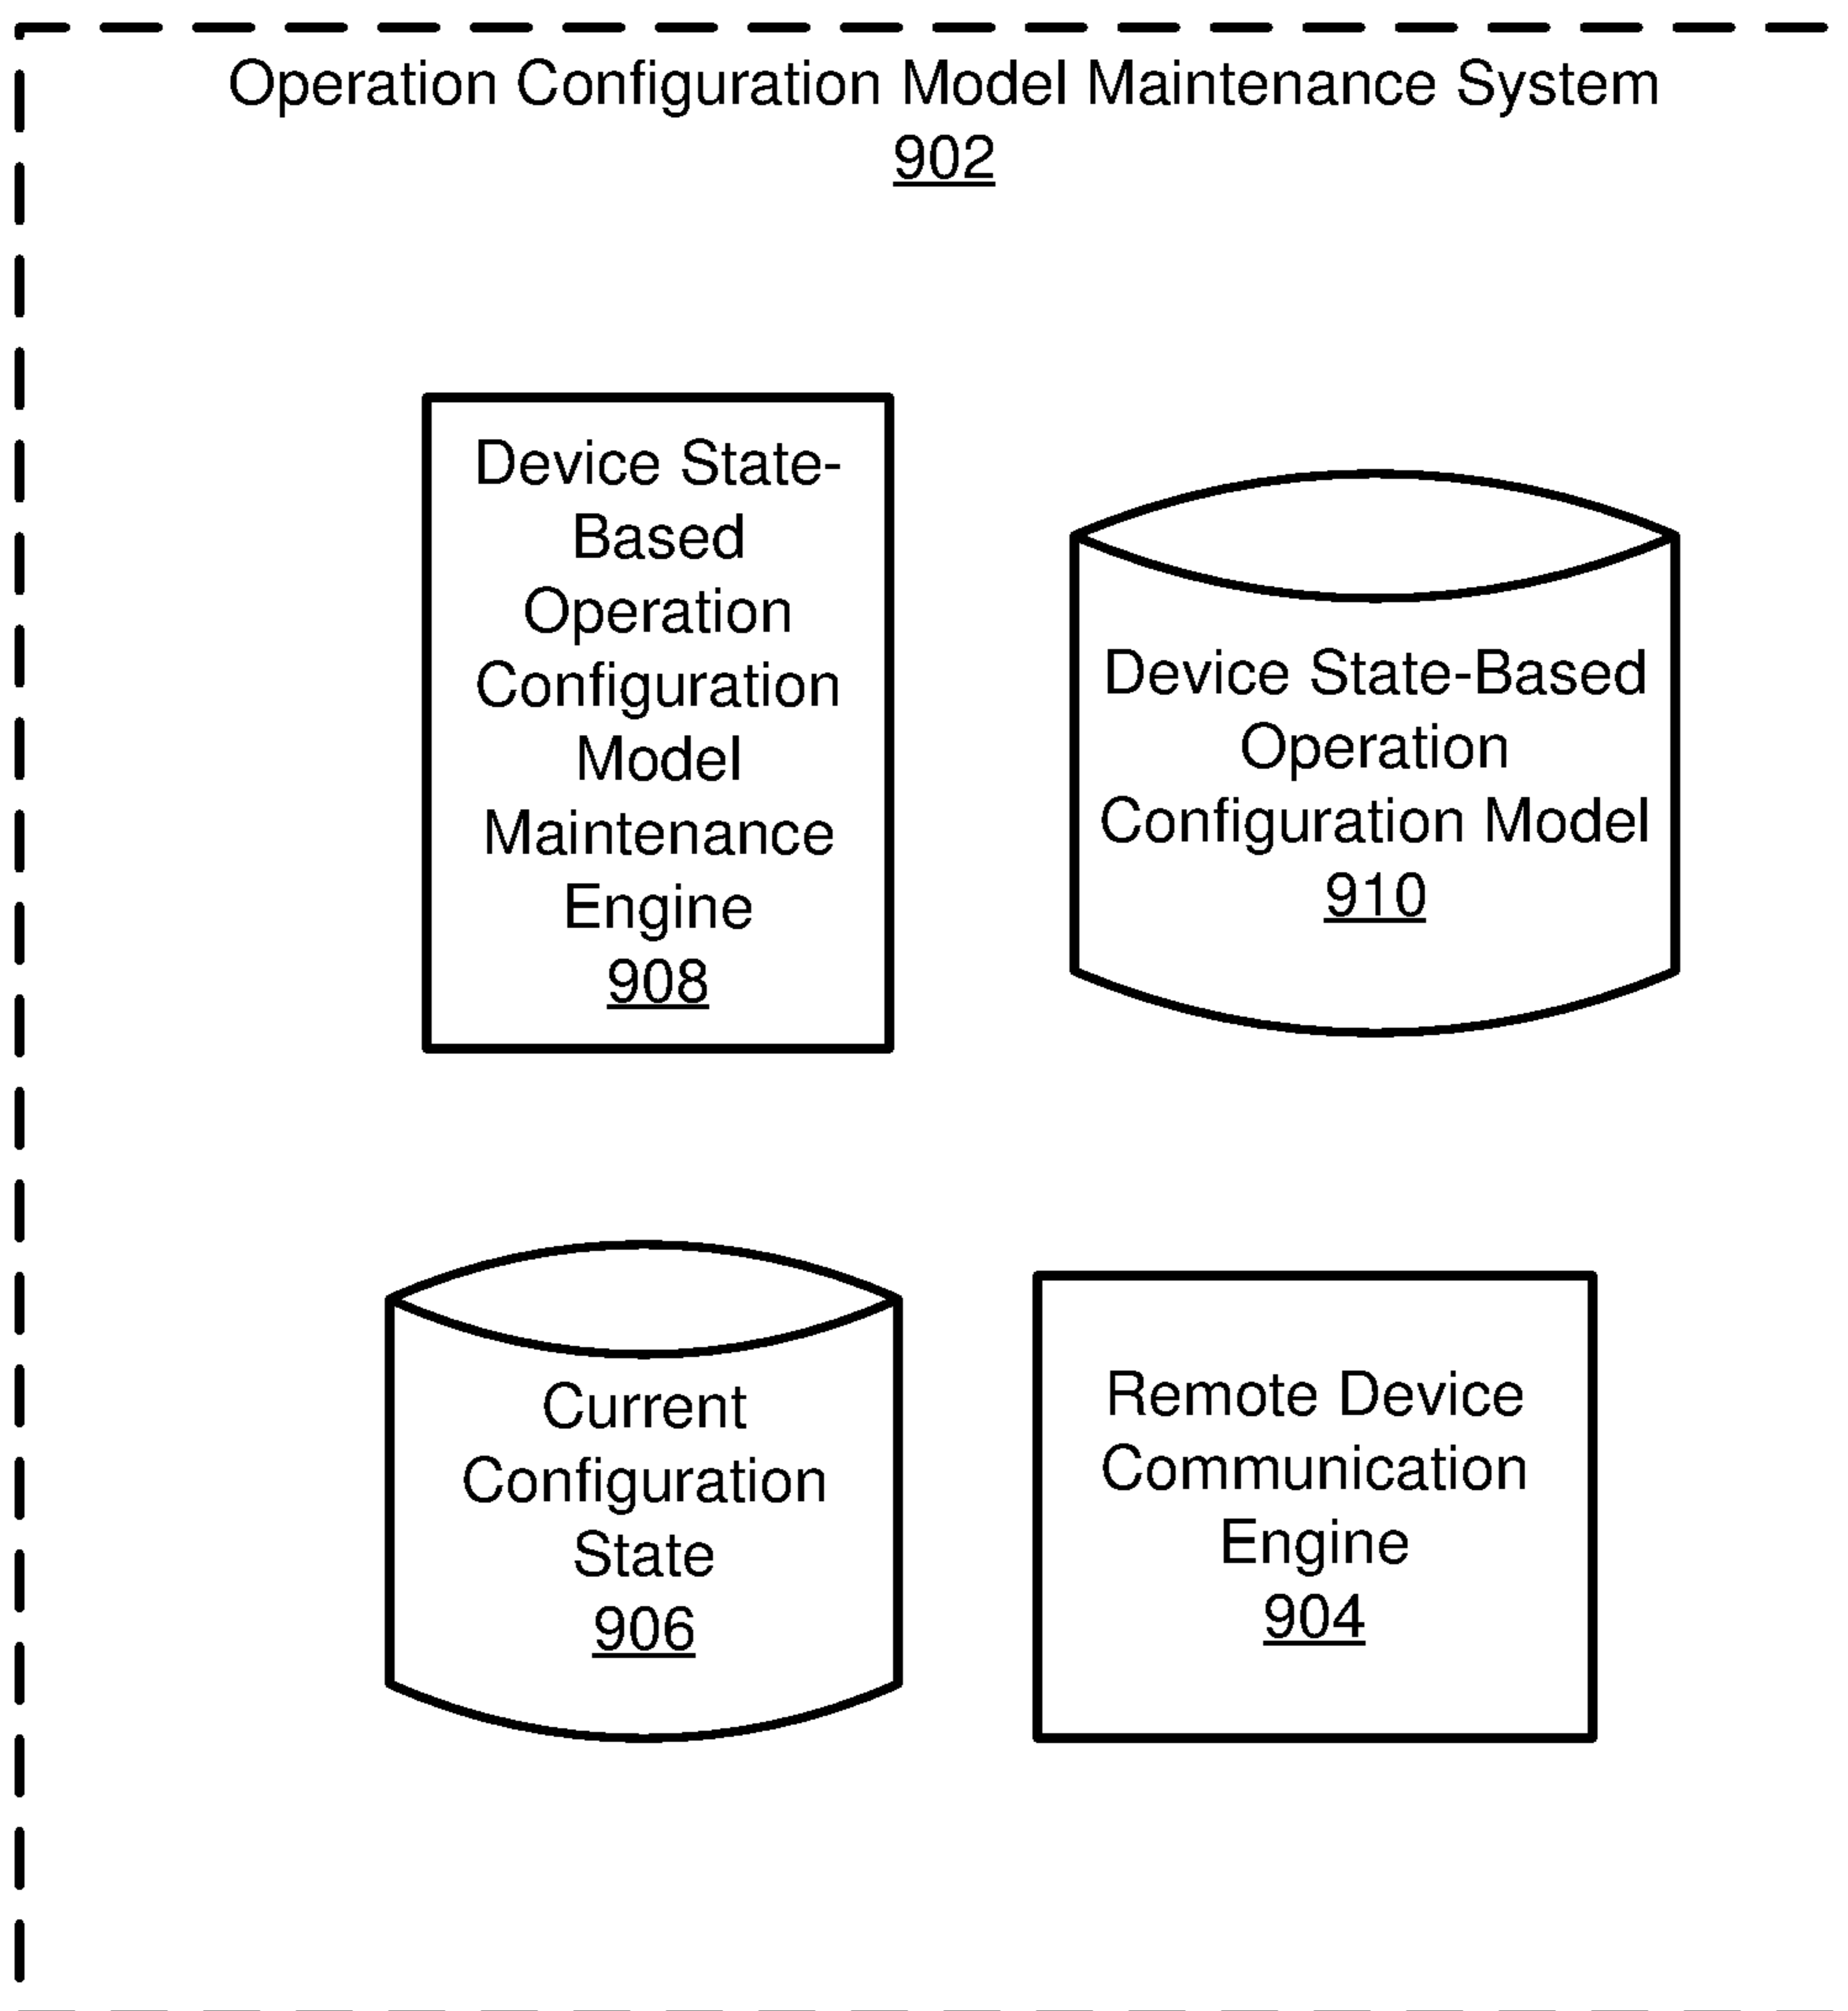 Operation Configuration Model Maintenance System
902
Device State-
Based
Operation
Configuration
Model
Maintenance
Engine
908
Device State-Based
Operation
Configuration Model
910
Current
Configuration
State
906
Remote Device
Communication
Engine
904